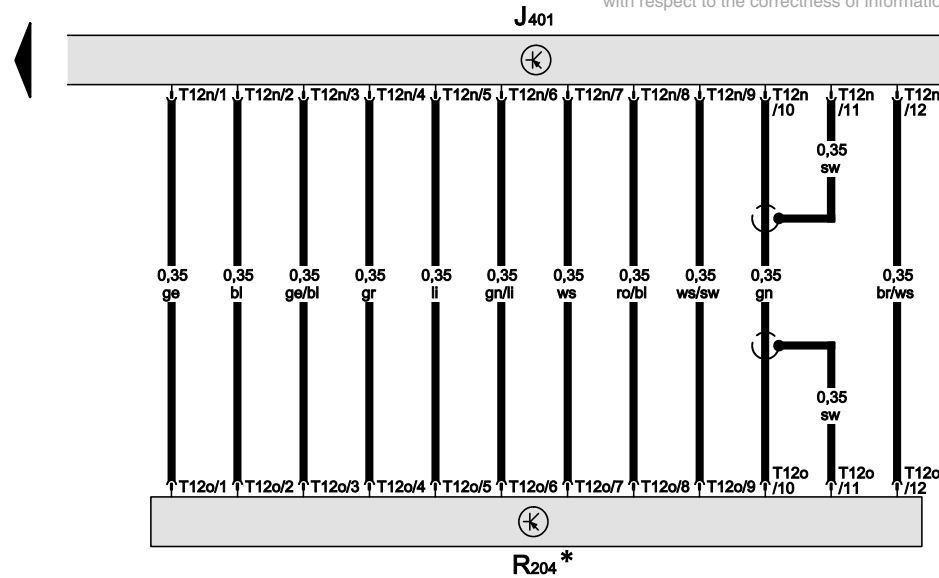 with respect to the correctness of informatio
J401
T12n/1 T12n/2 T12n/3 T12n/4 T12n/5 T12n/6 T12n/7 T12n/8 T12n/9 T12n T12n T12n
/10 /11 /12
0,35
sw
0,35 0,35 0,35 0,35 0,35 0,35 0,35 0,35 0,35 0,35 0,35
ge bl ge/bl gr li gn/li ws ro/bl ws/sw gn br/ws
0,35
sw
T12o T12o T12o
T12o/1 T12o/2 T12o/3 T12o/4 T12o/5 T12o/6 T12o/7 T12o/8 T12o/9 /10 /11 /12
R204 *